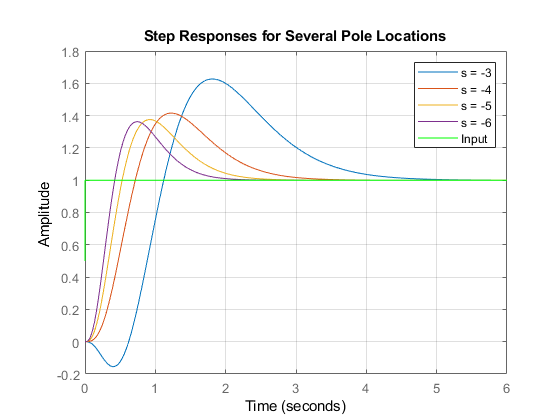 Step Responses for Several Pole Locations
1.8
1.6
1.4
1.2
1
0.8
0.6
0.4
0.2
0
-0.2
Amplitude
s = -3
s = -4
s = -5
s = -6
Input
0 1 2 3 4 5 6
Time (seconds)